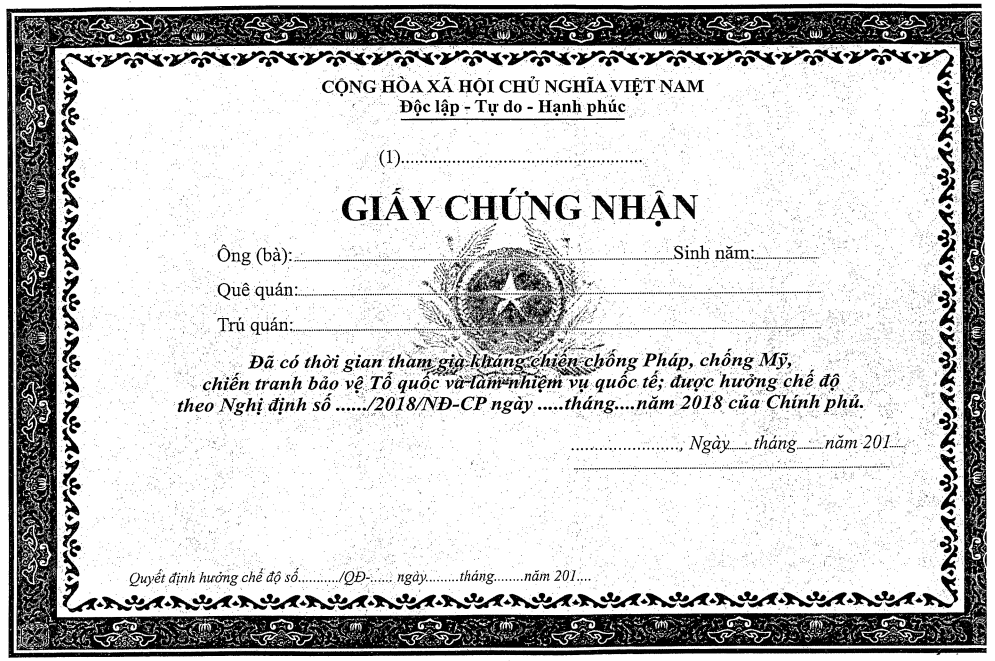 CỘNG HÒA XÃ HỘI CHỦ NGHĨA VIỆT NAM
Độc lập - Tự do - Hạnh phúc
(1)....................................................
GIẤY CHỨNG NHẬN
Ông (bà):.................................................... Sinh năm:..............
Quê quán:....................................................
Trú quán:....................................................
Đã có thời gian tham gia kháng chiến chống Pháp, chống Mỹ,
chiến tranh bảo vệ Tổ quốc và làm nhiệm vụ quốc tế; được hưởng chế độ
theo Nghị định số ....../2018/NĐ-CP ngày .....tháng....năm 2018 của Chính phủ.
......................., Ngày.....tháng......năm 201....
....................................................
Quyết định hưởng chế độ số.........../QĐ-...... ngày.........tháng........năm 201....